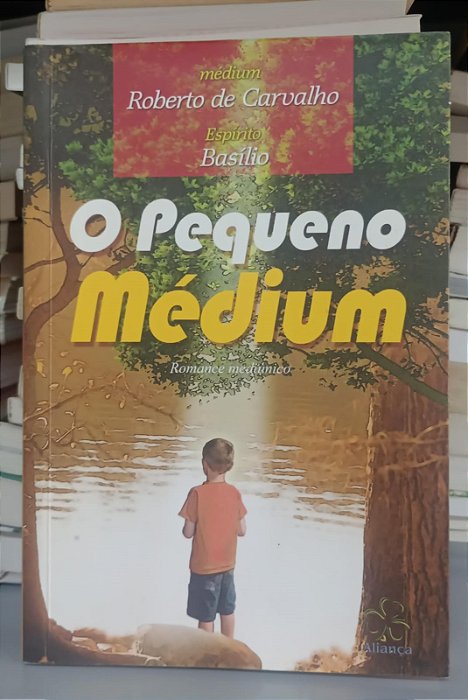 médium
Roberto de Carvalho
Espírito
Basílio
O Pequeno
Médium
Romance mediúnico
Aliança